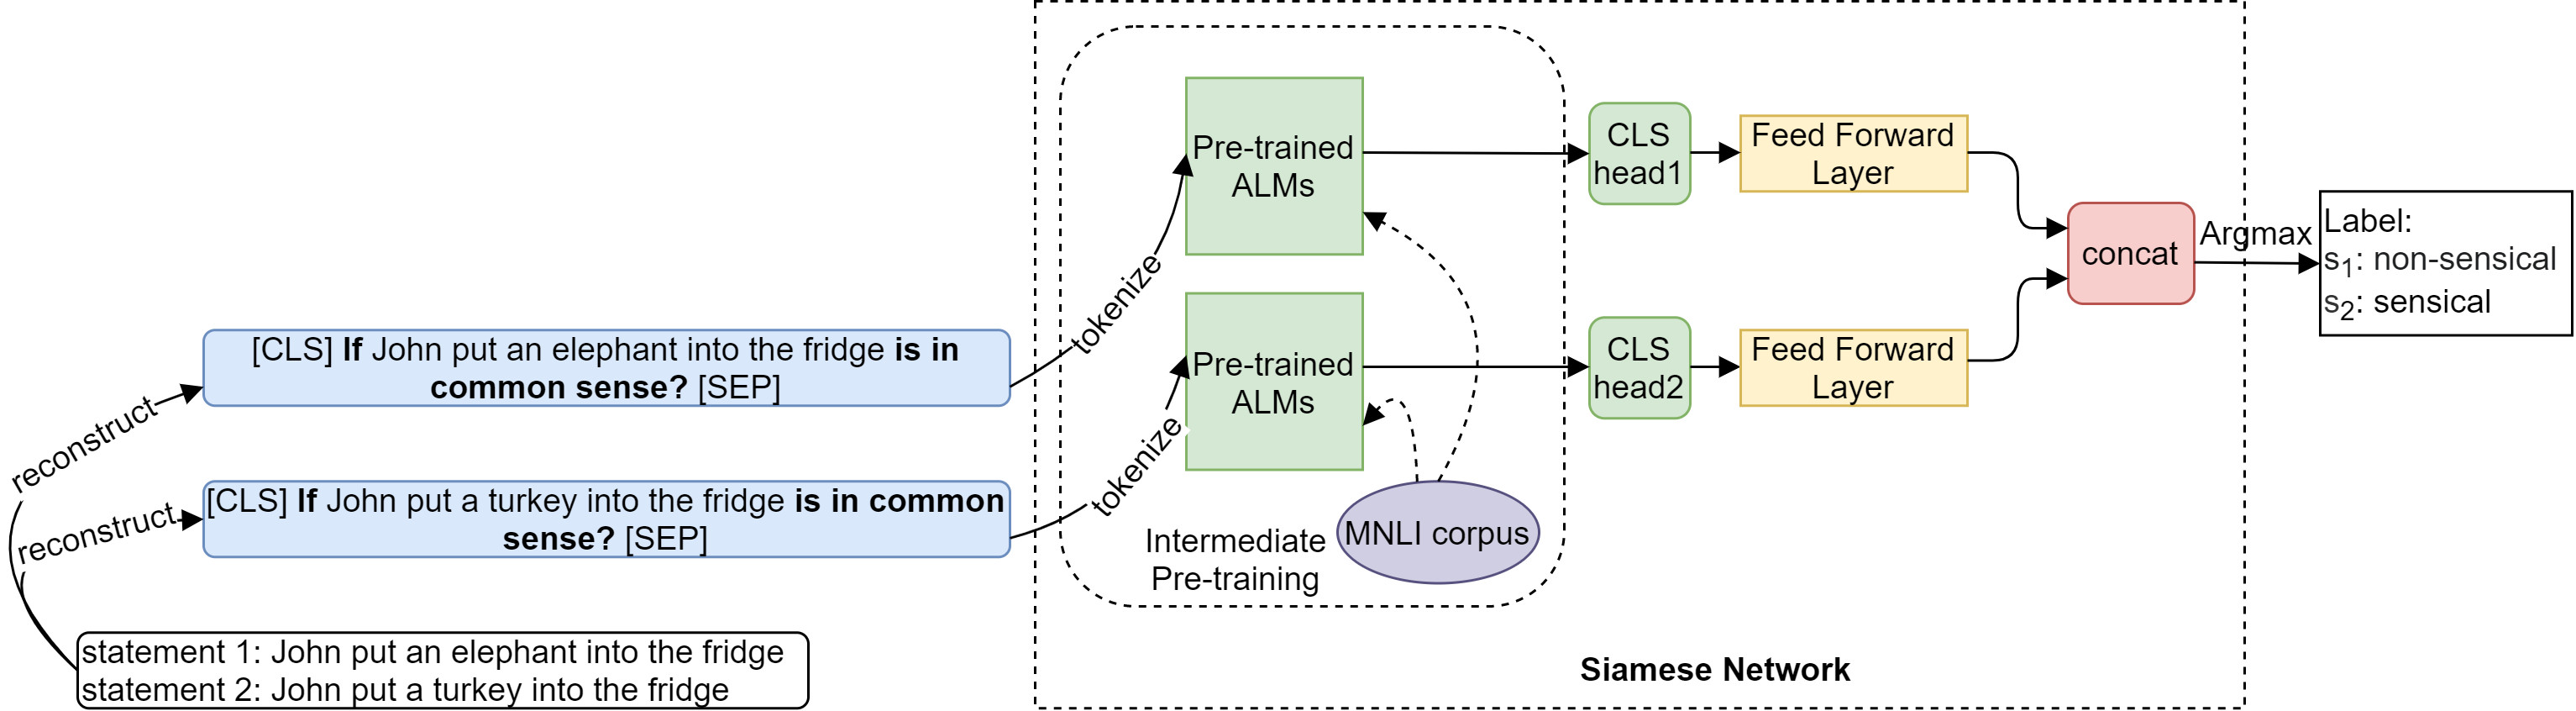 reconstruct
[CLS] If John put an elephant into the fridge is in
common sense? [SEP]
reconstruct
[CLS] If John put a turkey into the fridge is in common
sense? [SEP]
statement 1: John put an elephant into the fridge
statement 2: John put a turkey into the fridge
tokenize
tokenize
Pre-trained
ALMs
Pre-trained
ALMs
Intermediate
Pre-training
MNLI corpus
CLS
head1
Feed Forward
Layer
CLS
head2
Feed Forward
Layer
concat
Siamese Network
Argmax
Label:
s1: non-sensical
s2: sensical